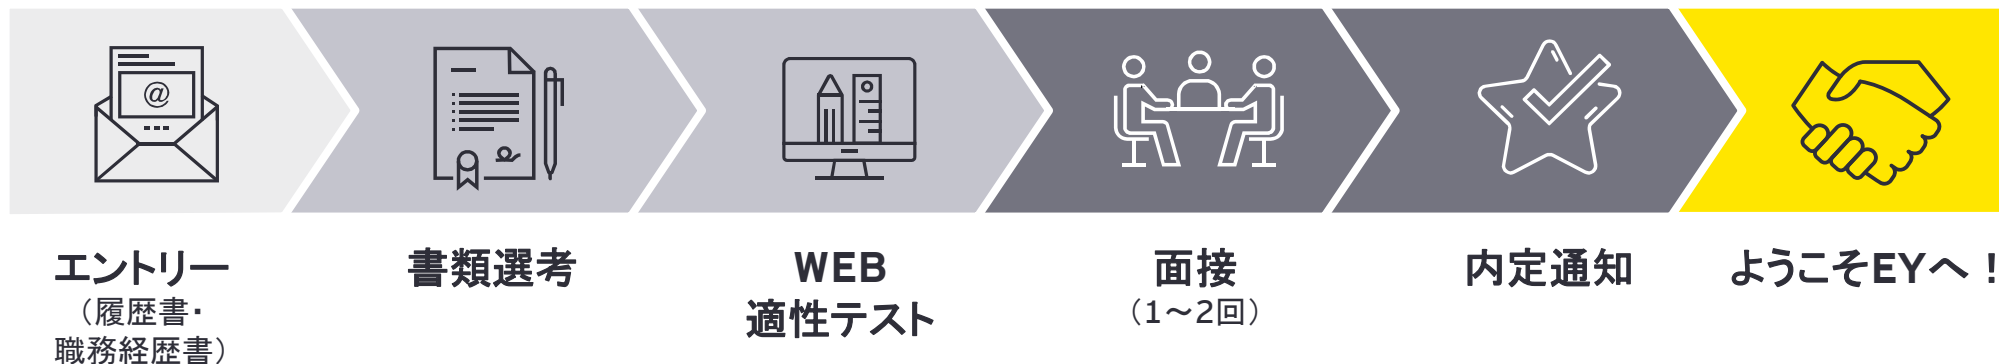 @
エントリー
（履歴書・
職務経歴書）
書類選考
WEB
適性テスト
面接
（1～2回）
内定通知
ようこそEYへ！